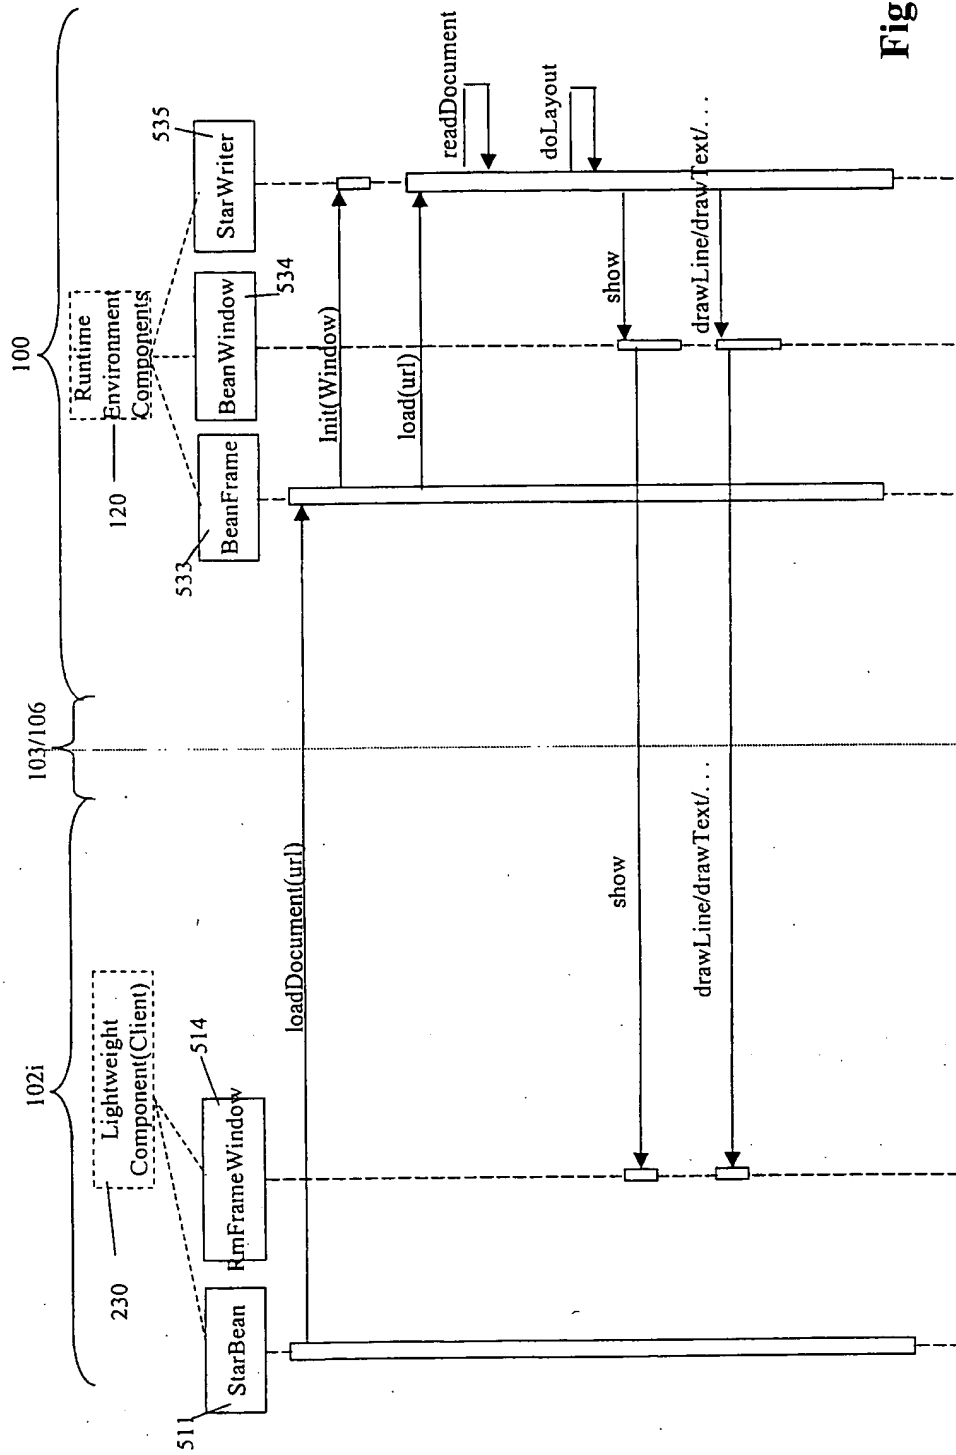 102i
103/106
100
230
Lightweight
Component(Client)
120
Runtime
Environment
Components
511
StarBean
514
RmFrameWindow
533
BeanFrame
534
BeanWindow
535
StarWriter
loadDocument(url)
Init(Window)
load(url)
readDocument
doLayout
show
show
drawLine/drawText/...
drawLine/drawText/...
Fig